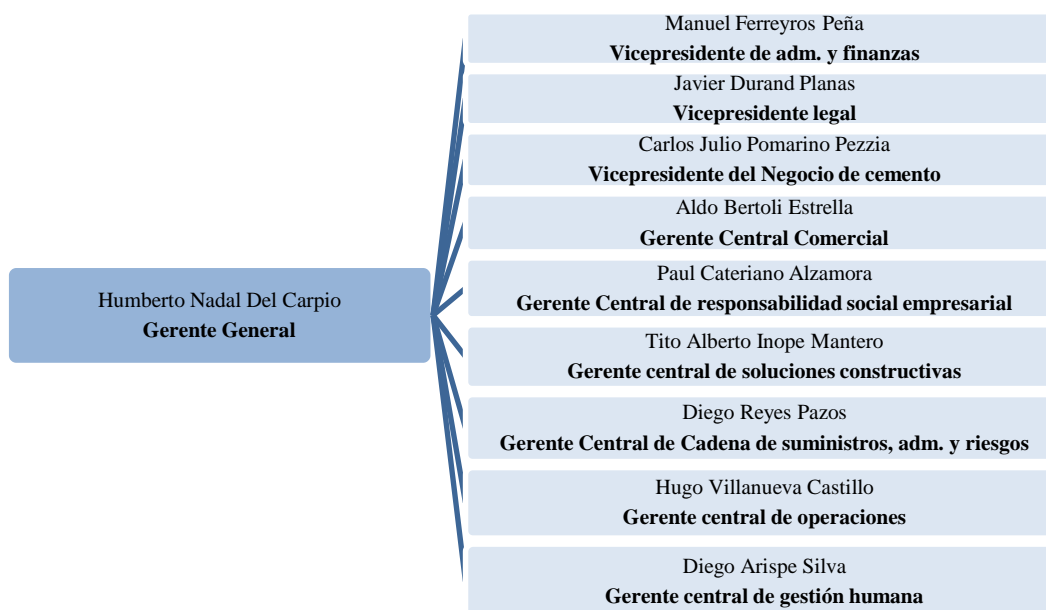 Humberto Nadal Del Carpio
Gerente General
Manuel Ferreyros Peña
Vicepresidente de adm. y finanzas
Javier Durand Planas
Vicepresidente legal
Carlos Julio Pomarino Pezzia
Vicepresidente del Negocio de cemento
Aldo Bertoli Estrella
Gerente Central Comercial
Paul Cateriano Alzamora
Gerente Central de responsabilidad social empresarial
Tito Alberto Inope Mantero
Gerente central de soluciones constructivas
Diego Reyes Pazos
Gerente Central de Cadena de suministros, adm. y riesgos
Hugo Villanueva Castillo
Gerente central de operaciones
Diego Arispe Silva
Gerente central de gestión humana